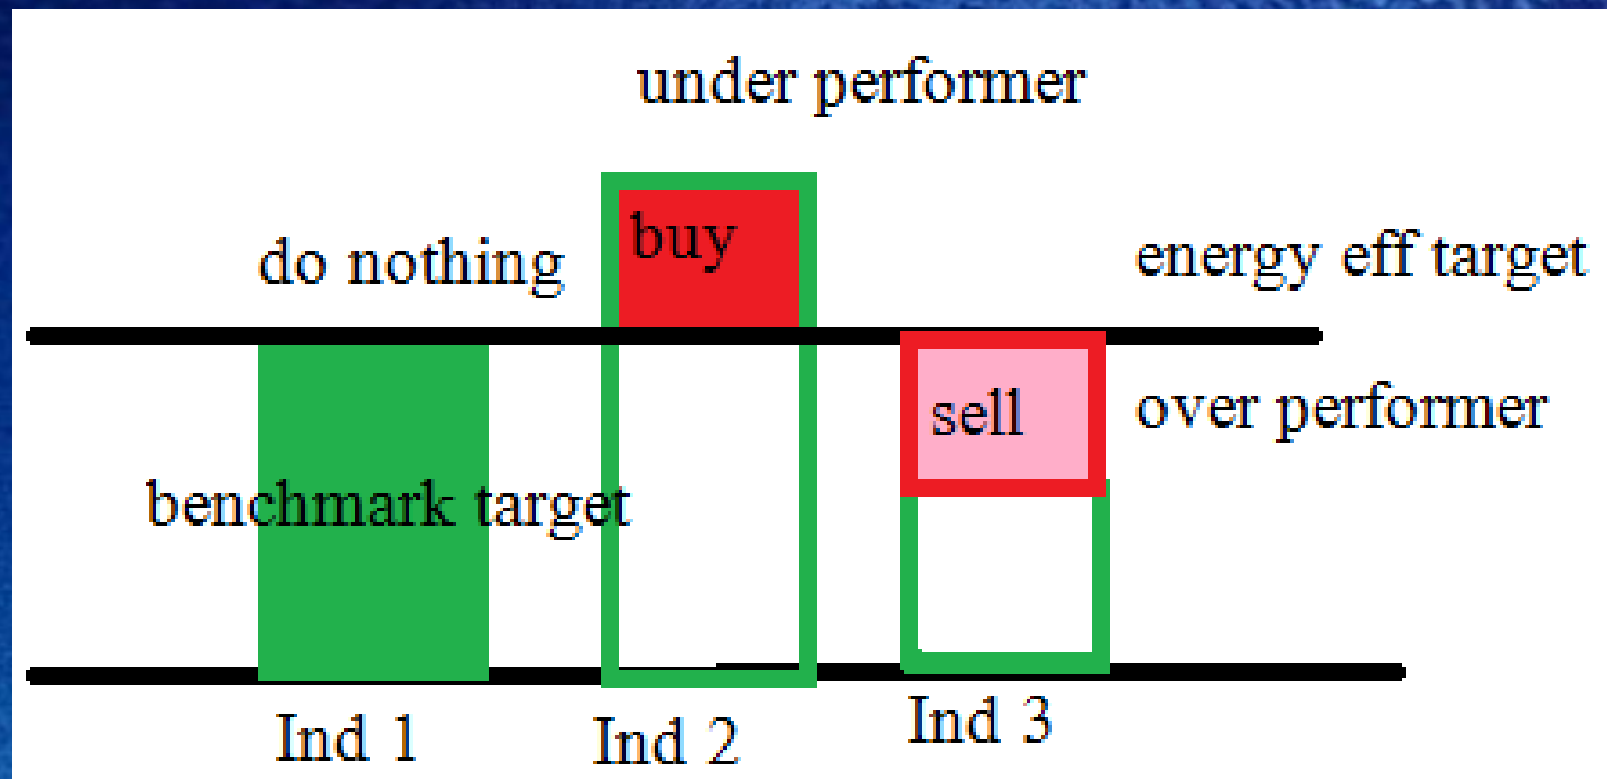 under performer
buy
do nothing
energy eff target
sell
over performer
benchmark target
Ind 1
Ind 2
Ind 3